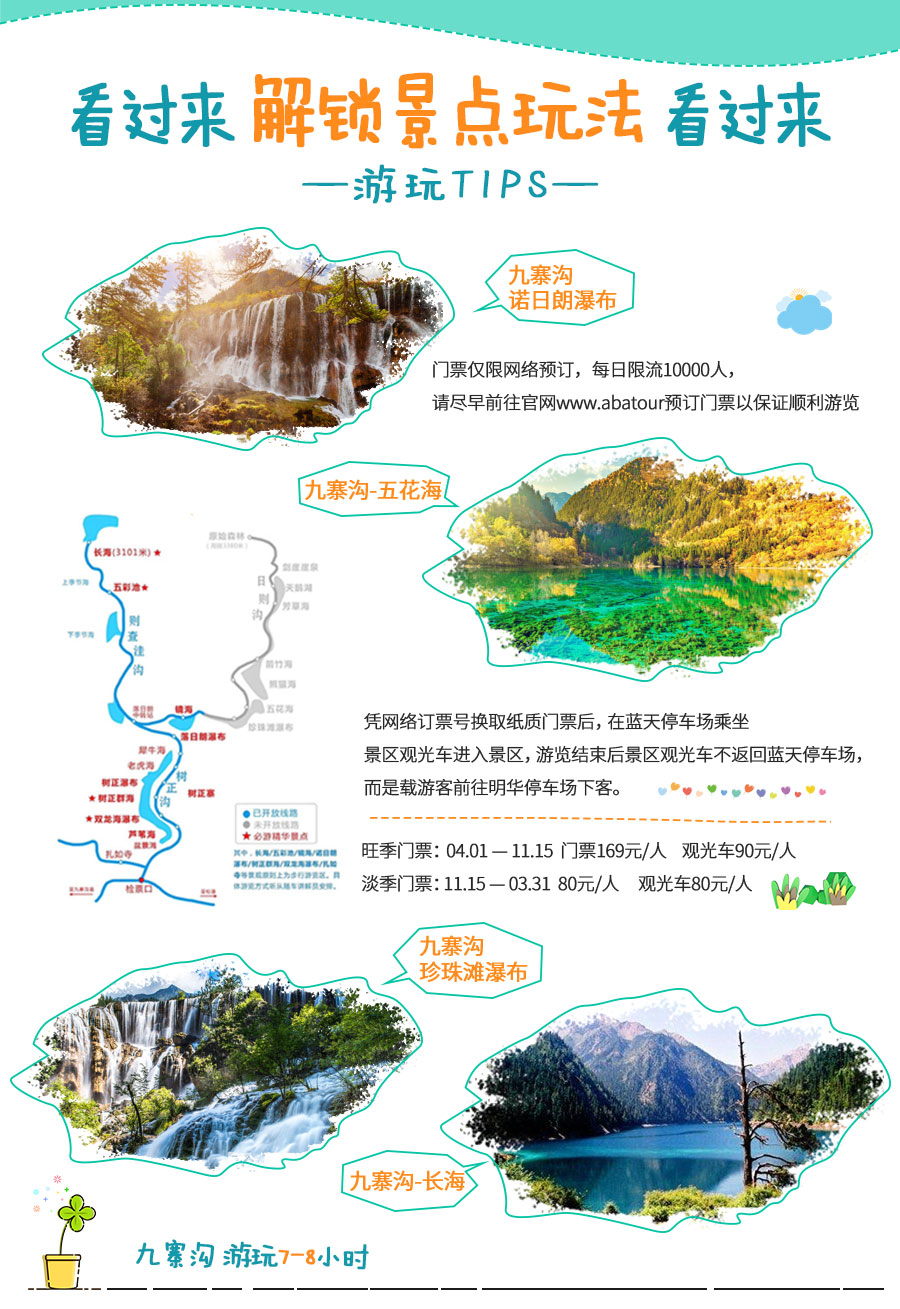 看过来 解锁景点玩法 看过来
—游玩TIPS—
九寨沟
诺日朗瀑布
门票仅限网络预订，每日限流10000人，
请尽早前往官网www.abatour预订门票以保证顺利游览
九寨沟-五花海
长海(3101米)★
上季节海
五彩池★
下季节海
则查洼沟
原始森林
剑崖悬泉
天鹅湖
芳草海
日则沟
箭竹海
熊猫海
五花海
珍珠滩瀑布
镜海
诺日朗瀑布
犀牛海
老虎海
树正瀑布
★树正群海
树正沟
树正寨
★双龙海瀑布
芦苇海
盆景滩
扎如寺
检票口
已开放线路
未开放线路
★必游精华景点
凭网络订票号换取纸质门票后，在蓝天停车场乘坐
景区观光车进入景区，游览结束后景区观光车不返回蓝天停车场，
而是载游客前往明华停车场下客。
旺季门票：04.01 — 11.15 门票169元/人 观光车90元/人
淡季门票：11.15 — 03.31 80元/人 观光车80元/人
九寨沟
珍珠滩瀑布
九寨沟-长海
九寨沟 游玩7-8小时